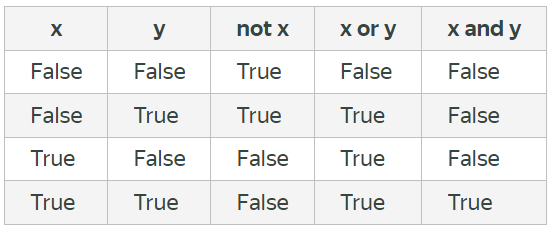 x y not x x or y x and y
False False True False False
False True True True False
True False False True False
True True False True True